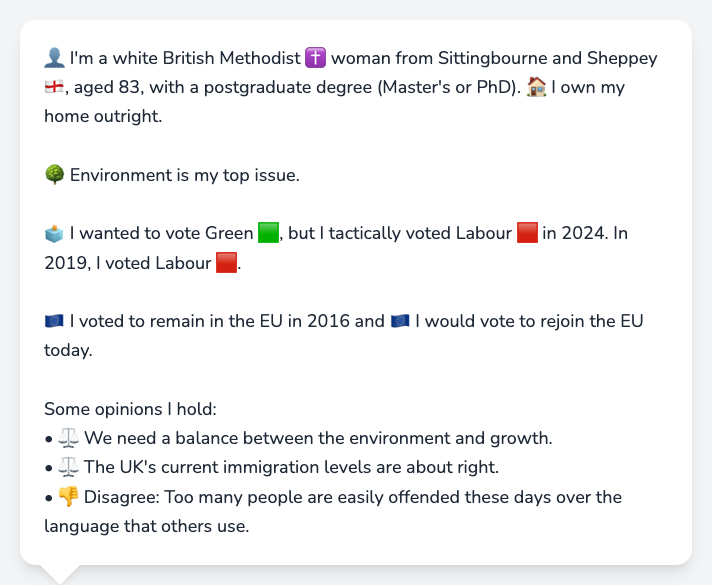 👤 I'm a white British Methodist ✝️ woman from Sittingbourne and Sheppey
🏴󠁧󠁢󠁥󠁮󠁧󠁿, aged 83, with a postgraduate degree (Master's or PhD). 🏠 I own my
home outright.
🌳 Environment is my top issue.
🗳️ I wanted to vote Green 🟩, but I tactically voted Labour 🟥 in 2024. In
2019, I voted Labour 🟥.
🇪🇺 I voted to remain in the EU in 2016 and 🇪🇺 I would vote to rejoin the EU
today.
Some opinions I hold:
• ⚖️ We need a balance between the environment and growth.
• ⚖️ The UK's current immigration levels are about right.
• 👎 Disagree: Too many people are easily offended these days over the
language that others use.